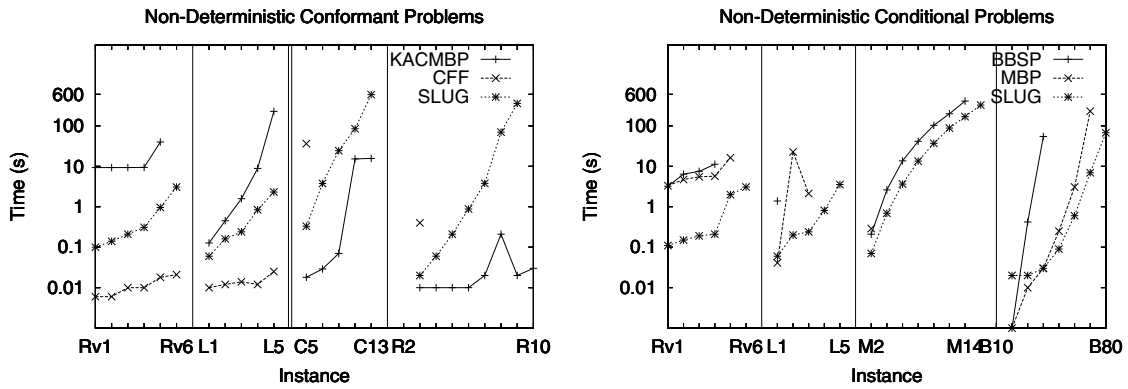 Non-Deterministic Conformant Problems
KACMBP
CFF
SLUG
600
100
10
1
0.1
0.01
Time (s)
Rv1 Rv6 L1 L5 C5 C13 R2 R10
Instance
Non-Deterministic Conditional Problems
BBSP
MBP
SLUG
600
100
10
1
0.1
0.01
Time (s)
Rv1 Rv6 L1 L5 M2 M14 B10 B80
Instance